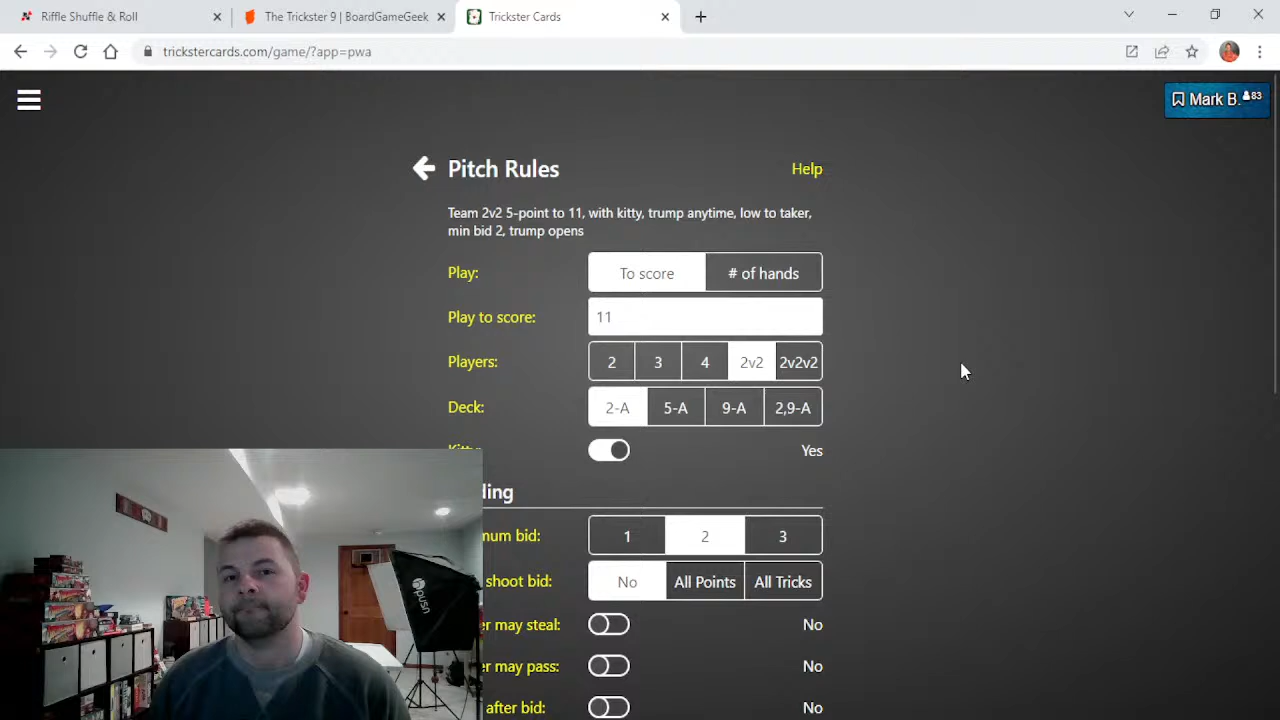 Riffle Shuffle & Roll
The Trickster 9 | BoardGameGeek
Trickster Cards
trickstercards.com/game/?app=pwa
Mark B. 83
Pitch Rules
Help
Team 2v2 5-point to 11, with kitty, trump anytime, low to taker,
min bid 2, trump opens
Play: To score # of hands
Play to score: 11
Players: 2 3 4 2v2 2v2v2
Deck: 2-A 5-A 9-A 2,9-A
Yes
mum bid: 1 2 3
shoot bid: No All Points All Tricks
er may steal: No
er may pass: No
after bid: No